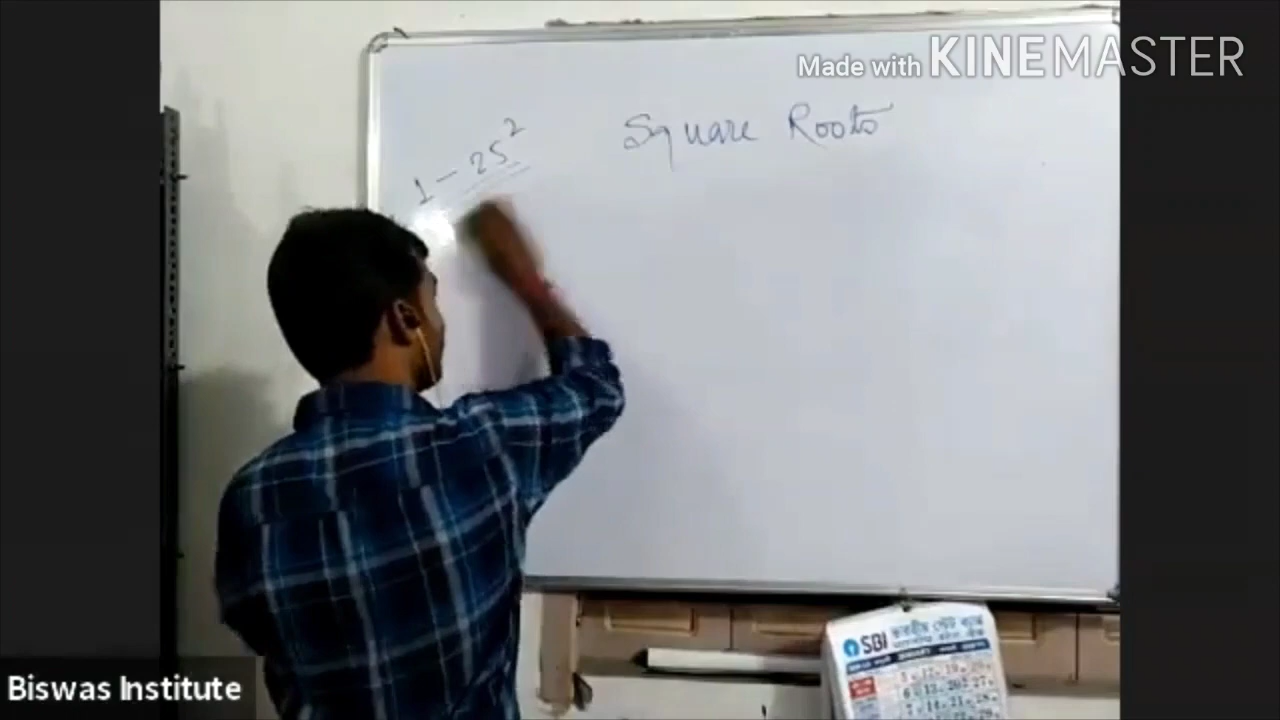 Made with KINEMASTER
Square Roots
1 - 25²
SBI
Biswas Institute